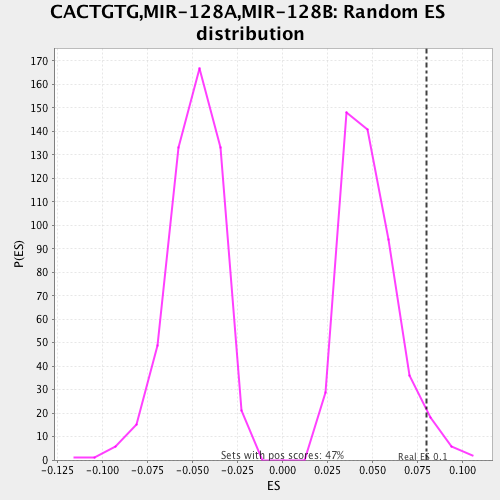 CACTGTG,MIR-128A,MIR-128B: Random ES
distribution
170
160
150
140
130
120
110
100
90
80
70
60
50
40
30
20
10
0
P(ES)
Sets with pos scores: 47%
Real ES 0.1
-0.125 -0.100 -0.075 -0.050 -0.025 0.000 0.025 0.050 0.075 0.100
ES